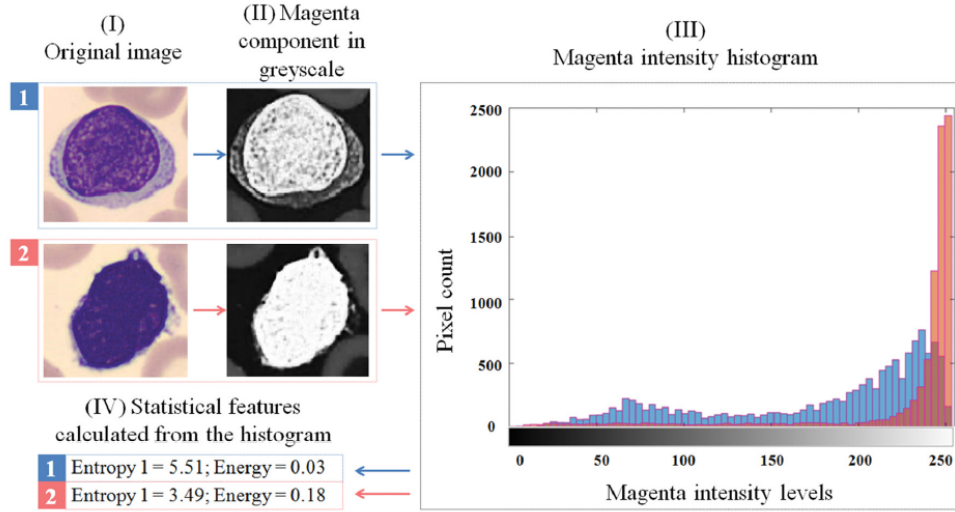 (I)
Original image
(II) Magenta
component in
greyscale
(III)
Magenta intensity histogram
1
2
2500
2000
1500
1000
500
0
Pixel count
0 50 100 150 200 250
Magenta intensity levels
(IV) Statistical features
calculated from the histogram
1 Entropy 1 = 5.51; Energy = 0.03
2 Entropy 1 = 3.49; Energy = 0.18